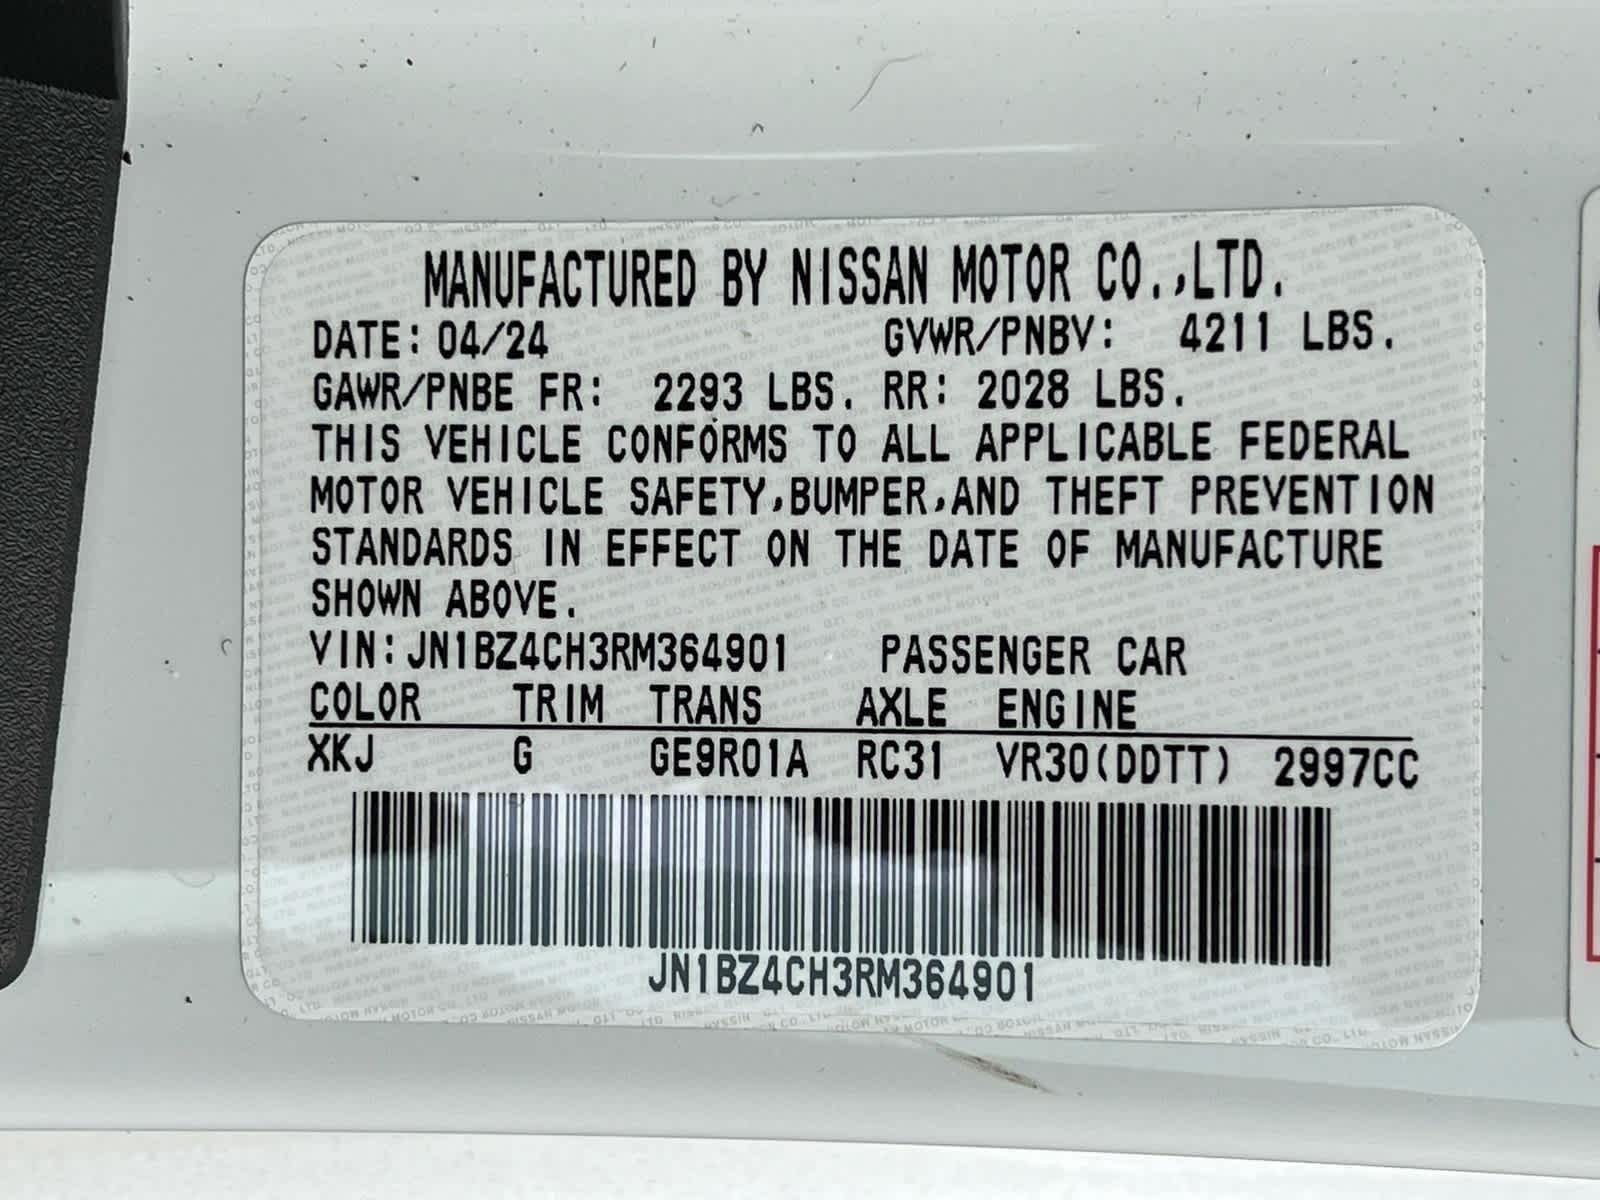 MANUFACTURED BY NISSAN MOTOR CO.,LTD.
DATE: 04/24 GVWR/PNBV: 4211 LBS.
GAWR/PNBE FR: 2293 LBS. RR: 2028 LBS.
THIS VEHICLE CONFORMS TO ALL APPLICABLE FEDERAL
MOTOR VEHICLE SAFETY,BUMPER,AND THEFT PREVENTION
STANDARDS IN EFFECT ON THE DATE OF MANUFACTURE
SHOWN ABOVE.
VIN:JN1BZ4CH3RM364901 PASSENGER CAR
COLOR TRIM TRANS AXLE ENGINE
XKJ G GE9R01A RC31 VR30(DDTT) 2997CC
JN1BZ4CH3RM364901